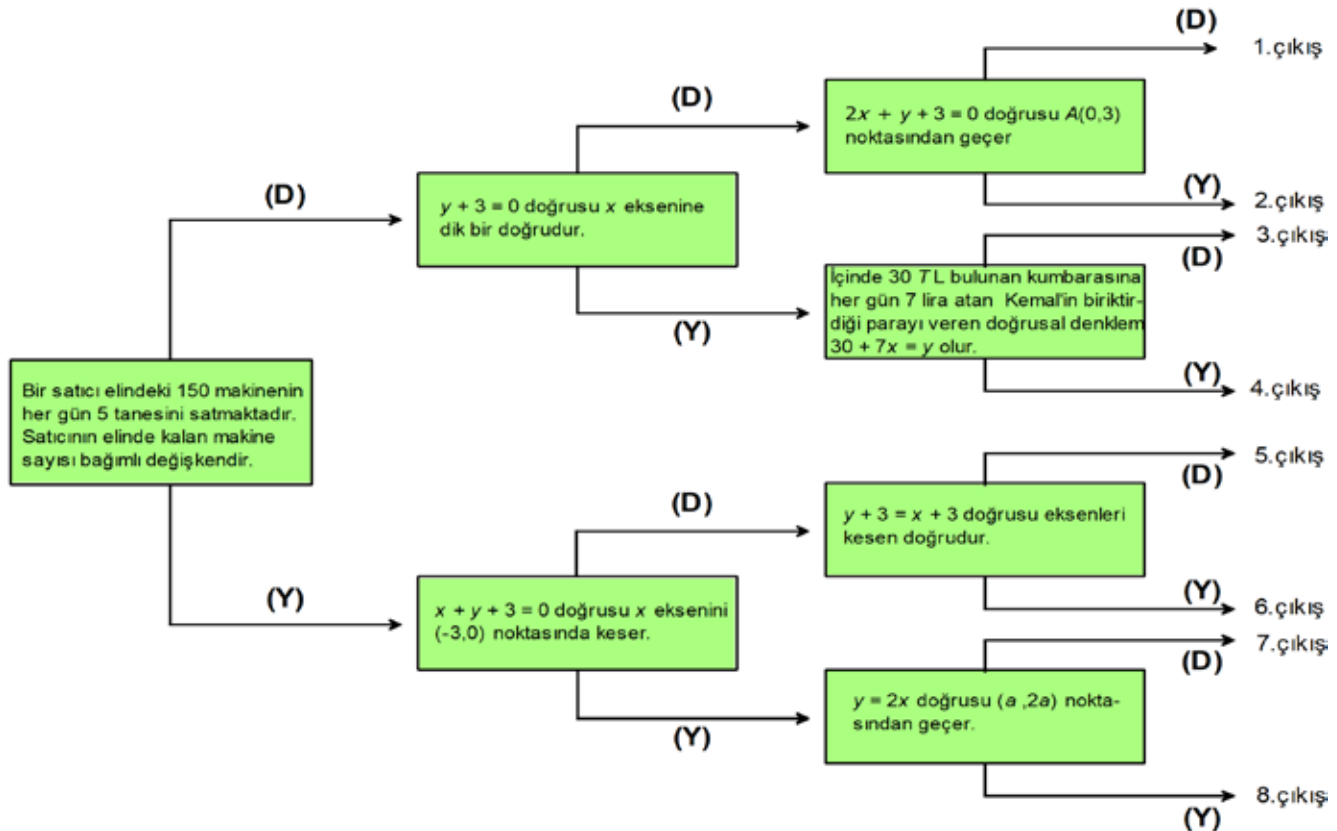 (D)
1.çıkış
(D)
2x + y + 3 = 0 doğrusu A(0,3)
noktasından geçer
(D)
(Y)
y + 3 = 0 doğrusu x eksenine
dik bir doğrudur.
2.çıkış
3.çıkış
(D)
İçinde 30 TL bulunan kumbarasına
her gün 7 lira atan Kemal'in biriktir-
diği parayı veren doğrusal denklem
30 + 7x = y olur.
(Y)
(Y)
4.çıkış
Bir satıcı elindeki 150 makinenin
her gün 5 tanesini satmaktadır.
Satıcının elinde kalan makine
sayısı bağımlı değişkendir.
5.çıkış
(D)
(D)
y + 3 = x + 3 doğrusu eksenleri
kesen doğrudur.
(Y)
(Y)
6.çıkış
x + y + 3 = 0 doğrusu x eksenini
(-3,0) noktasında keser.
7.çıkış
(D)
y = 2x doğrusu (a ,2a) nokta-
sından geçer.
(Y)
8.çıkış
(Y)